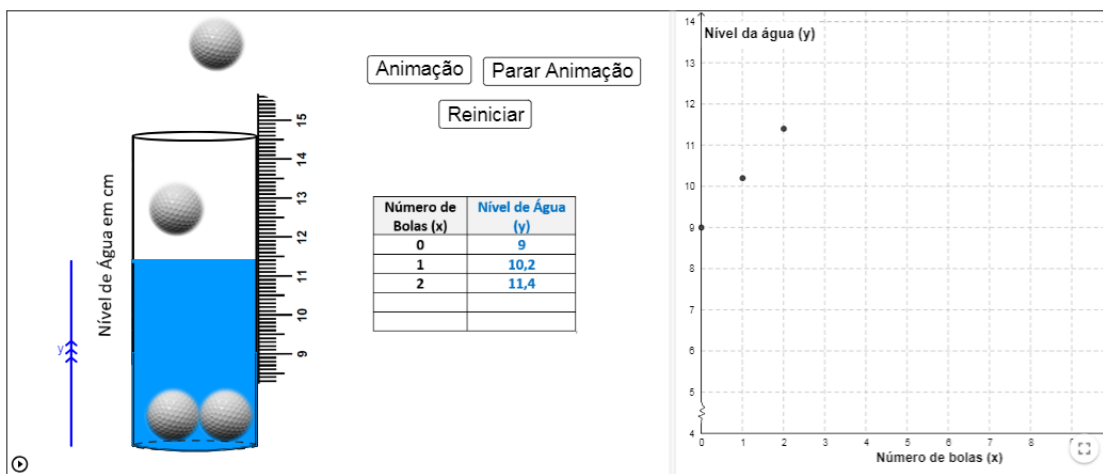 Animação
Parar Animação
Reiniciar
Nível de Água em cm
15
14
13
12
11
10
9
y
Número de Bolas (x) Nível de Água (y)
0 9
1 10,2
2 11,4
Nível da água (y)
14
13
12
11
10
9
8
7
6
5
4
0 1 2 3 4 5 6 7 8 9
Número de bolas (x)